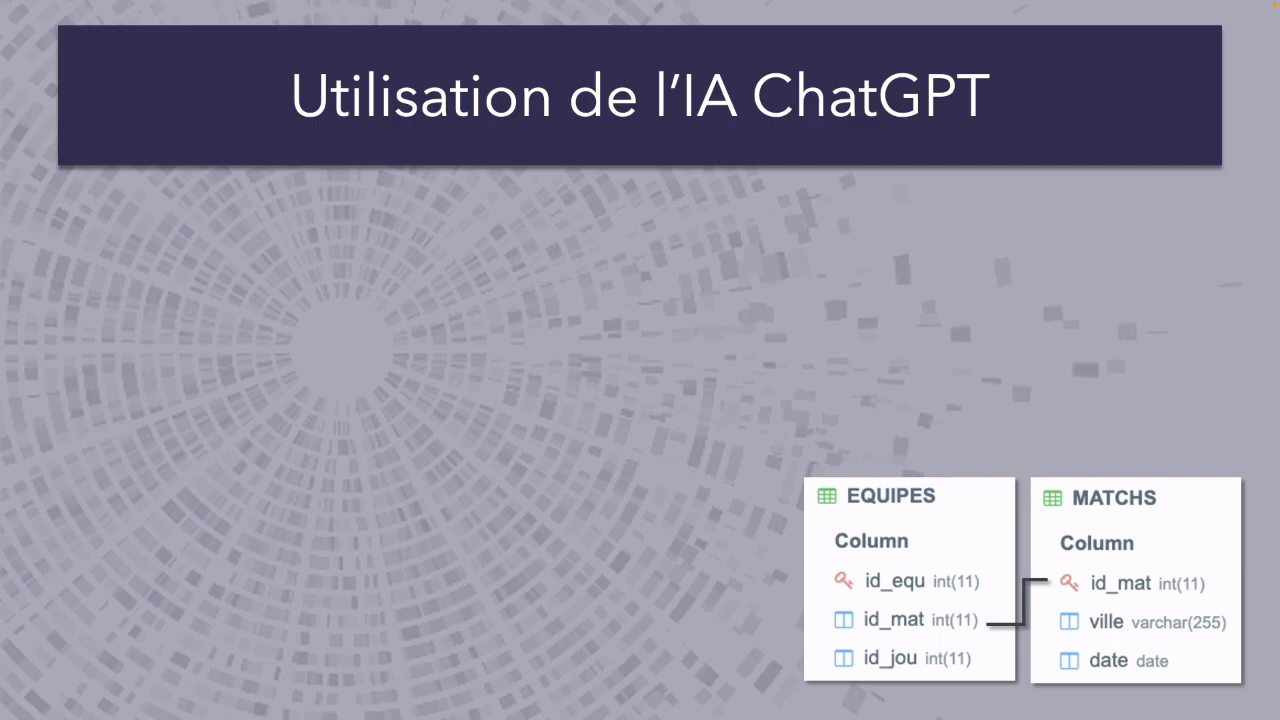 Utilisation de l’IA ChatGPT
EQUIPES
Column
id_equ int(11)
id_mat int(11)
id_jou int(11)
MATCHS
Column
id_mat int(11)
ville varchar(255)
date date